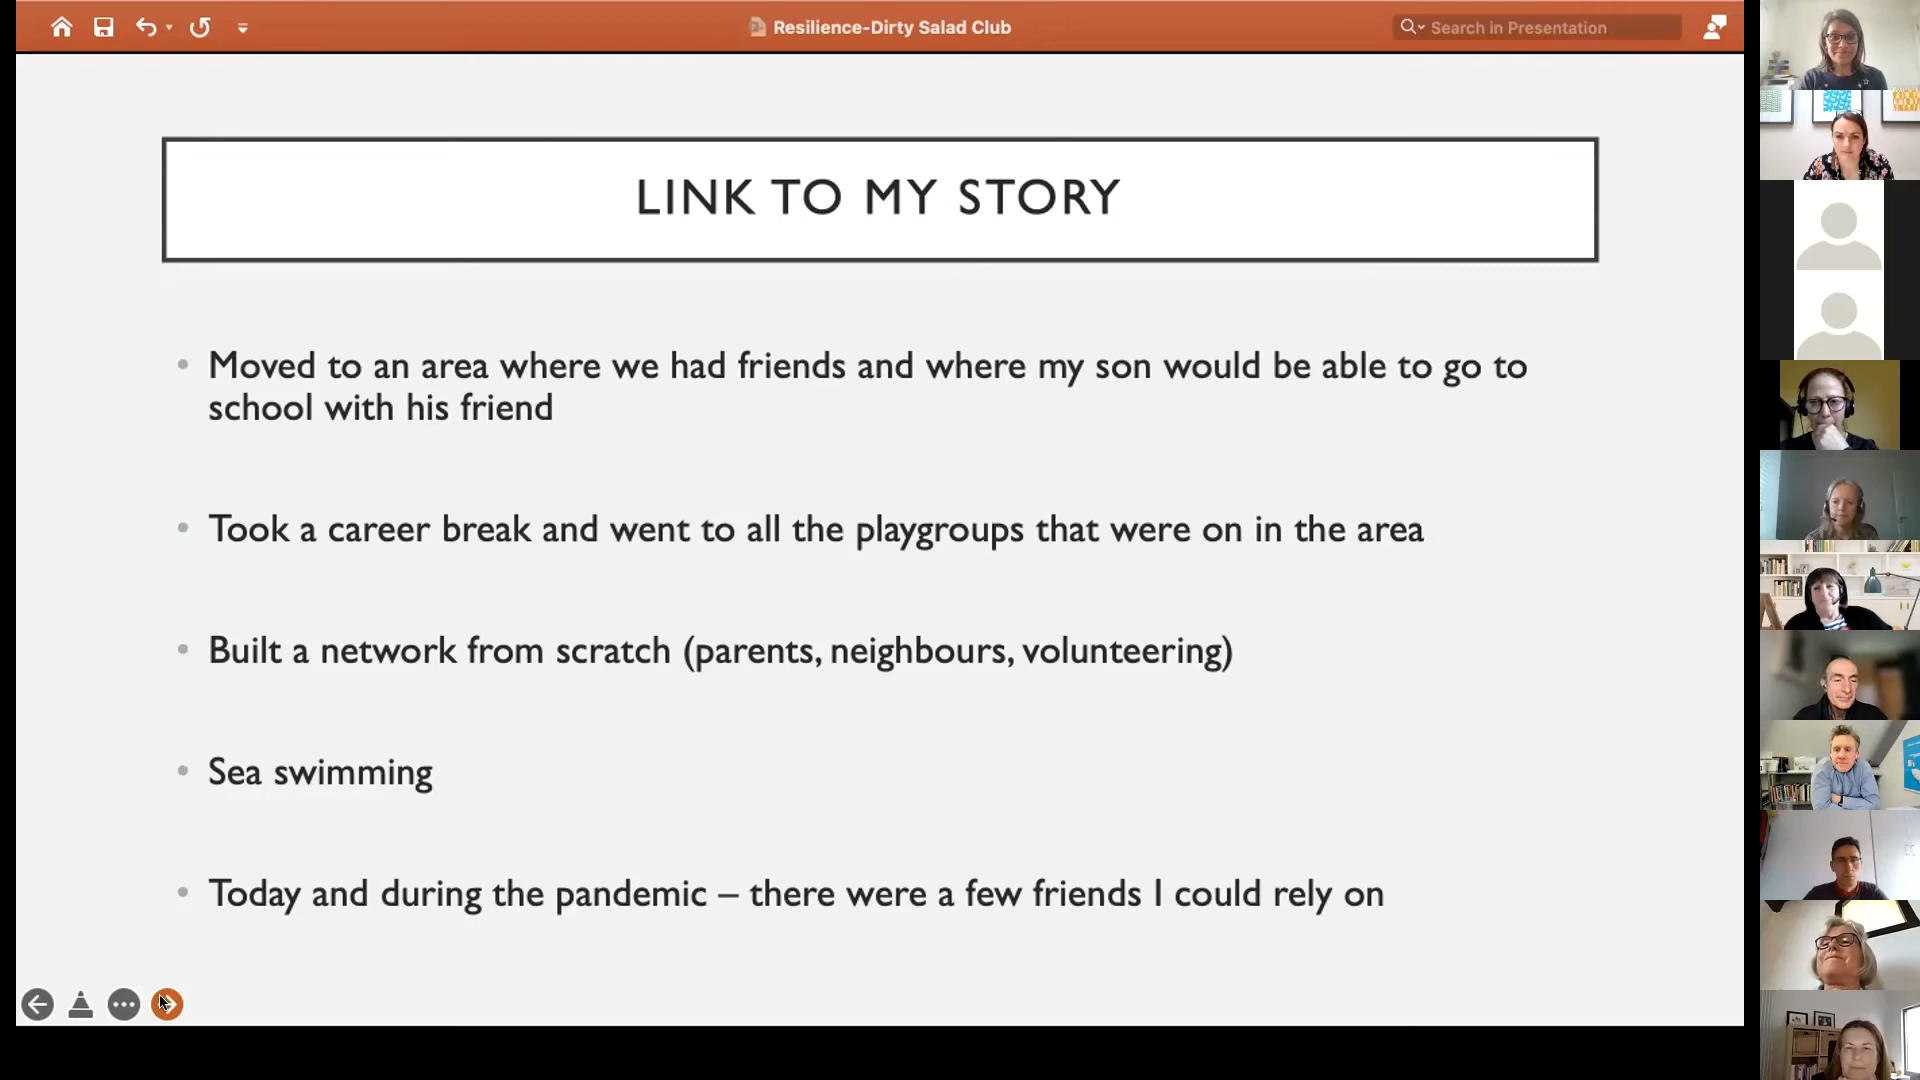 Resilience-Dirty Salad Club
Search in Presentation
LINK TO MY STORY
• Moved to an area where we had friends and where my son would be able to go to
school with his friend
• Took a career break and went to all the playgroups that were on in the area
• Built a network from scratch (parents, neighbours, volunteering)
• Sea swimming
• Today and during the pandemic – there were a few friends I could rely on